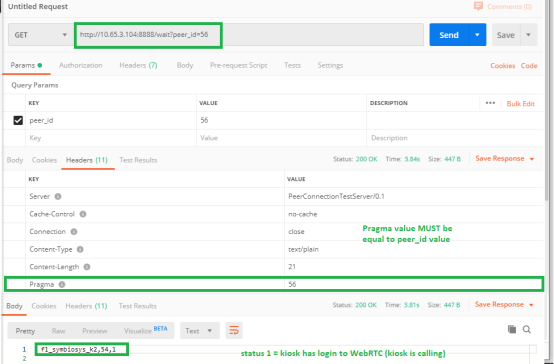 Untitled Request
Comments (0)
GET
http://10.65.3.104:8888/wait?peer_id=56
Send
Save
Params
Authorization
Headers (7)
Body
Pre-request Script
Tests
Settings
Cookies Code
Query Params
KEY VALUE DESCRIPTION
Bulk Edit
peer_id 56
Key Value Description
Body Cookies Headers (11) Test Results
Status: 200 OK Time: 5.84s Size: 447 B Save Response
KEY VALUE
Server PeerConnectionTestServer/0.1
Cache-Control no-cache
Connection close
Pragma value MUST be
equal to peer_id value
Content-Type text/plain
Content-Length 21
Pragma 56
Body Cookies Headers (11) Test Results
Status: 200 OK Time: 3.81s Size: 447 B Save Response
Pretty Raw Preview Visualize BETA Text
1 f1_symbiosys_k2,54,1
status 1 = kiosk has login to WebRTC (kiosk is calling)
2